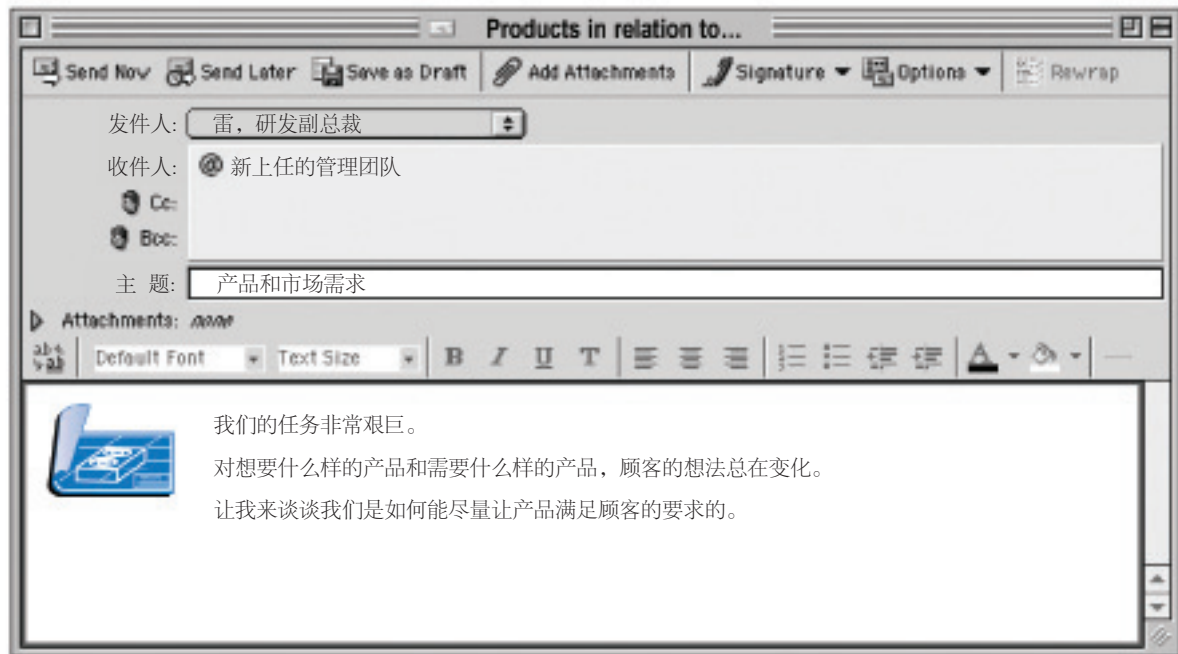 Products in relation to...
Send Now Send Later Save as Draft Add Attachments Signature Options Rewrap
发件人: 雷，研发副总裁
收件人: @ 新上任的管理团队
Cc:
Bcc:
主 题: 产品和市场需求
Attachments: none
Default Font Text Size B I U T A
我们的任务非常艰巨。
对想要什么样的产品和需要什么样的产品，顾客的想法总在变化。
让我来谈谈我们是如何能尽量让产品满足顾客的要求的。